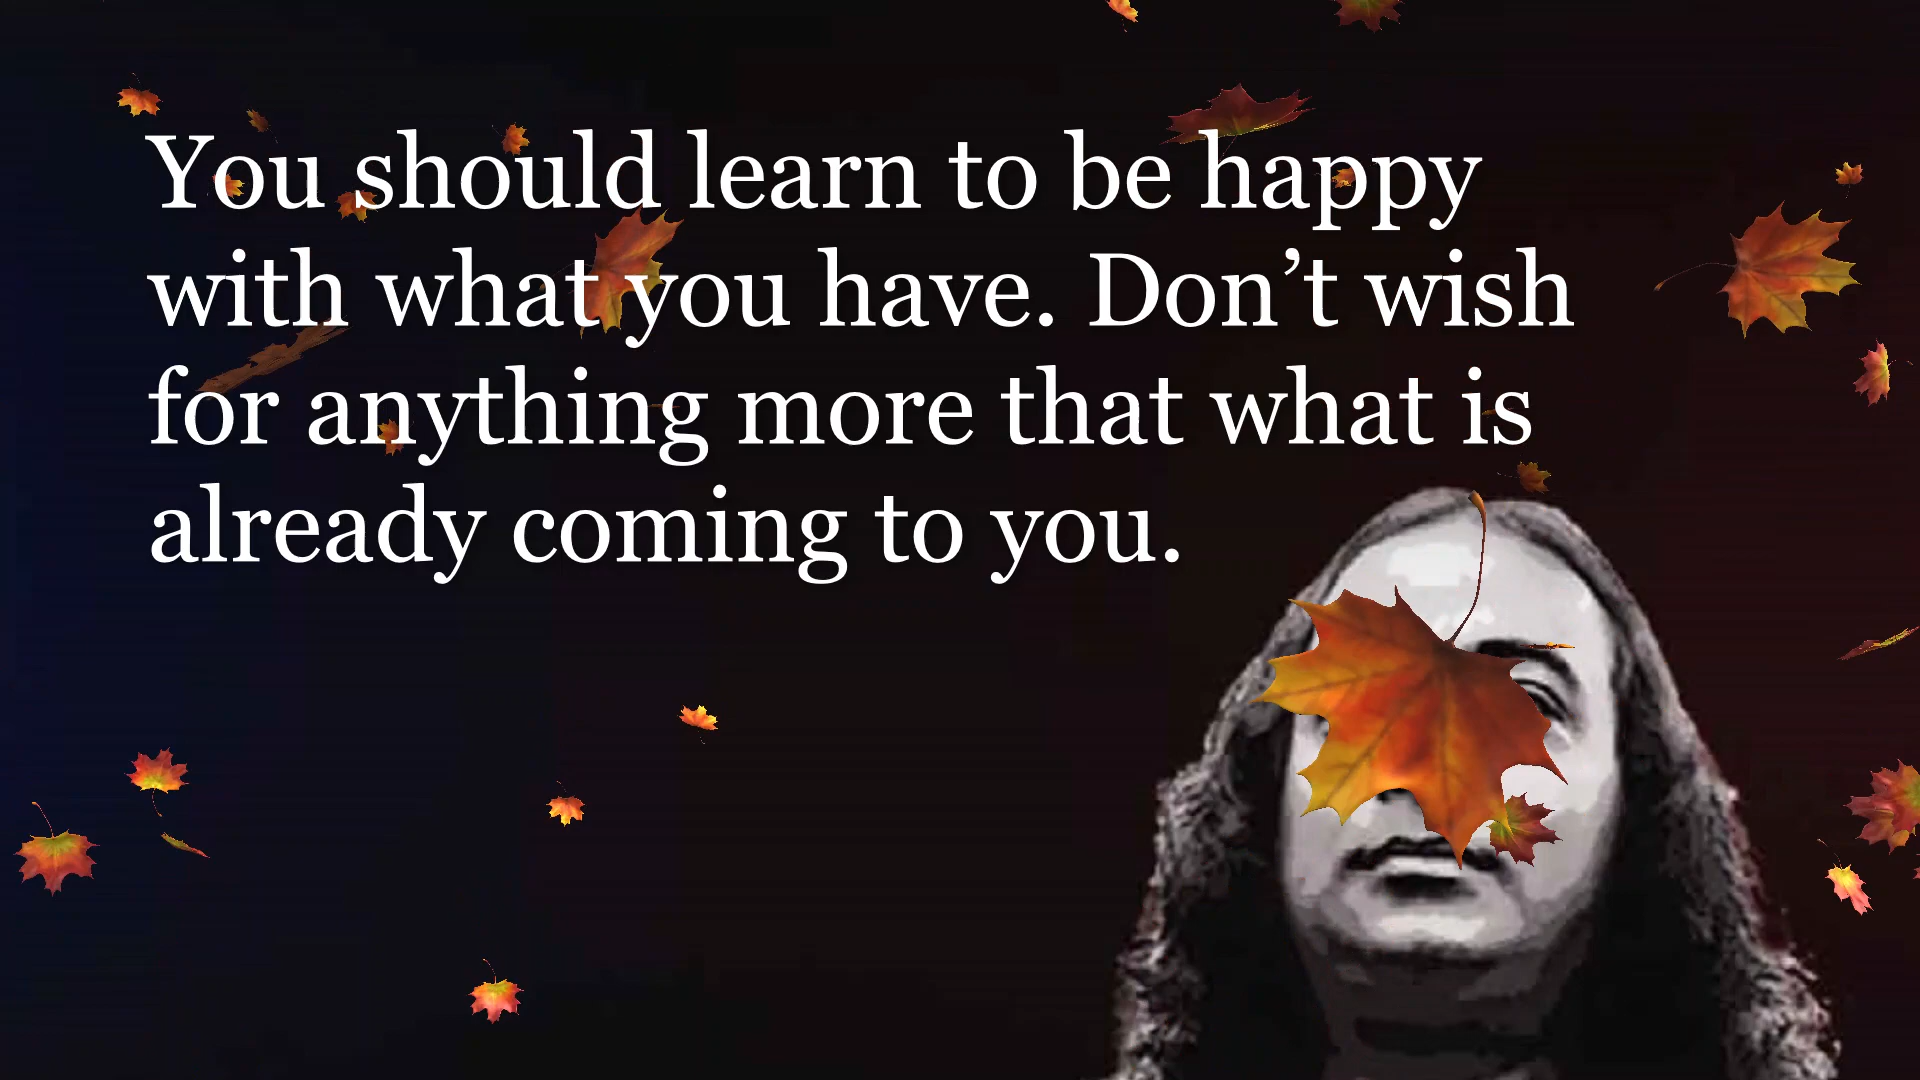 You should learn to be happy
with what you have. Don’t wish
for anything more that what is
already coming to you.